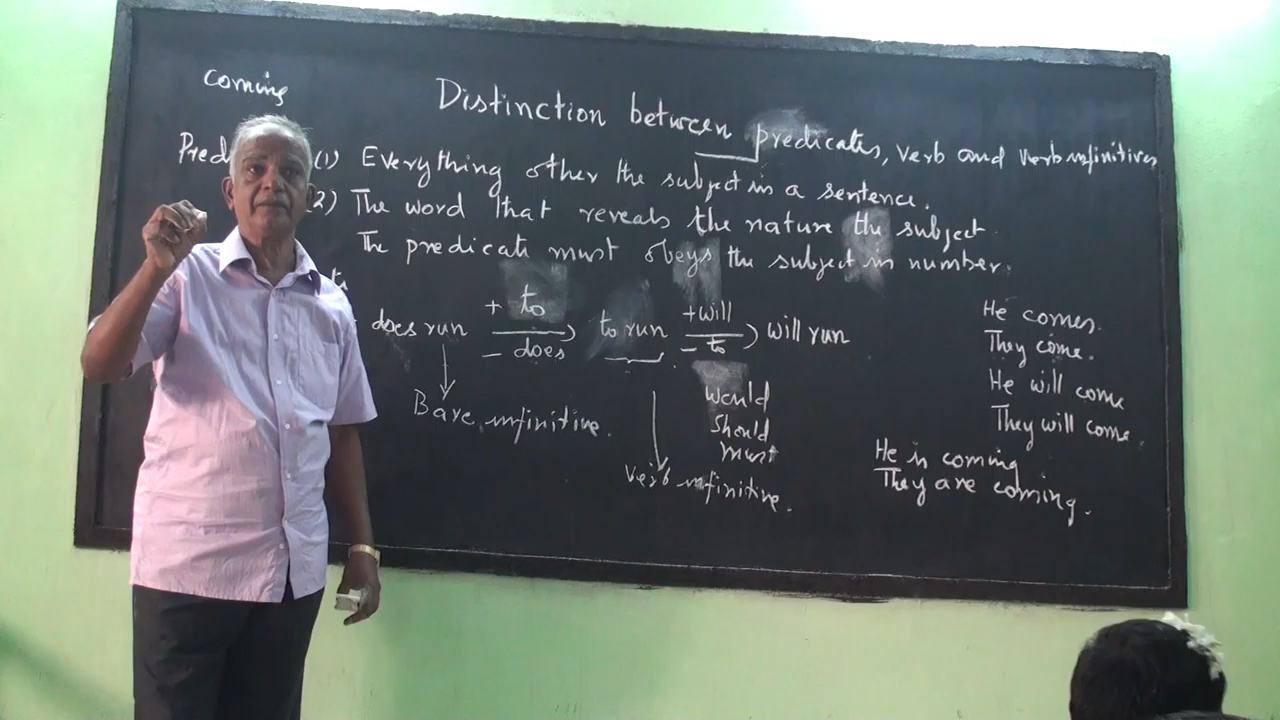 coming
Distinction between predicates, verb and verb infinitives
Pred (1) Everything other the subject in a sentence.
(2) The word that reveals the nature the subject.
The predicate must obeys the subject in number.
+ to
+will
does run to run will run
- does
- to
Bare infinitive.
would
should
must
verb infinitive.
He comes.
They come.
He will come
They will come.
He is coming
They are coming.